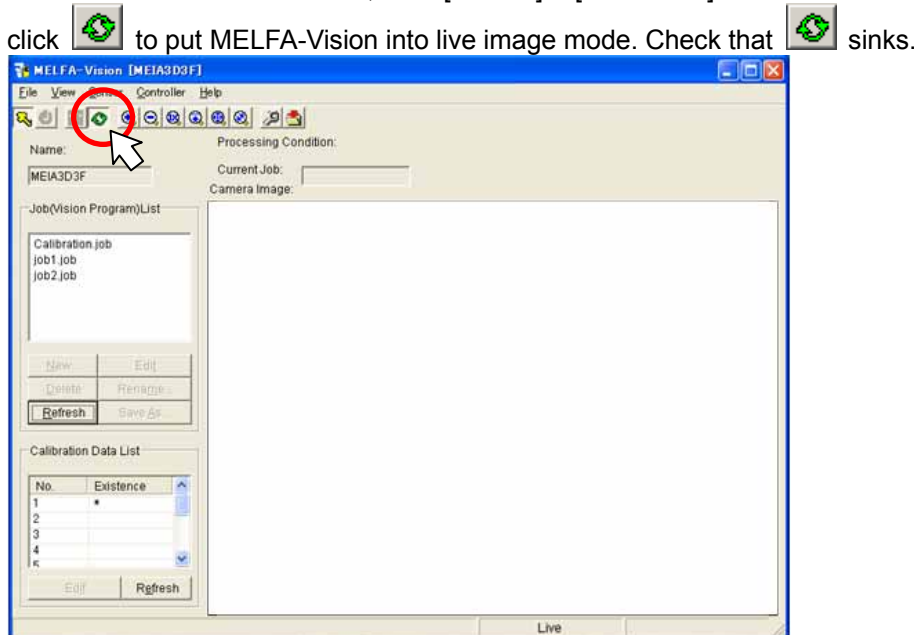 click to put MELFA-Vision into live image mode. Check that sinks.
MELFA-Vision [MEIA3D3F]
File View Sensor Controller Help
Name:
MEIA3D3F
Processing Condition:
Current Job:
Camera Image:
Job(Vision Program)List
Calibration.job
job1.job
job2.job
New Edit
Delete Rename...
Refresh Save As...
Calibration Data List
No. Existence
1 *
2
3
4
5
Edit Refresh
Live